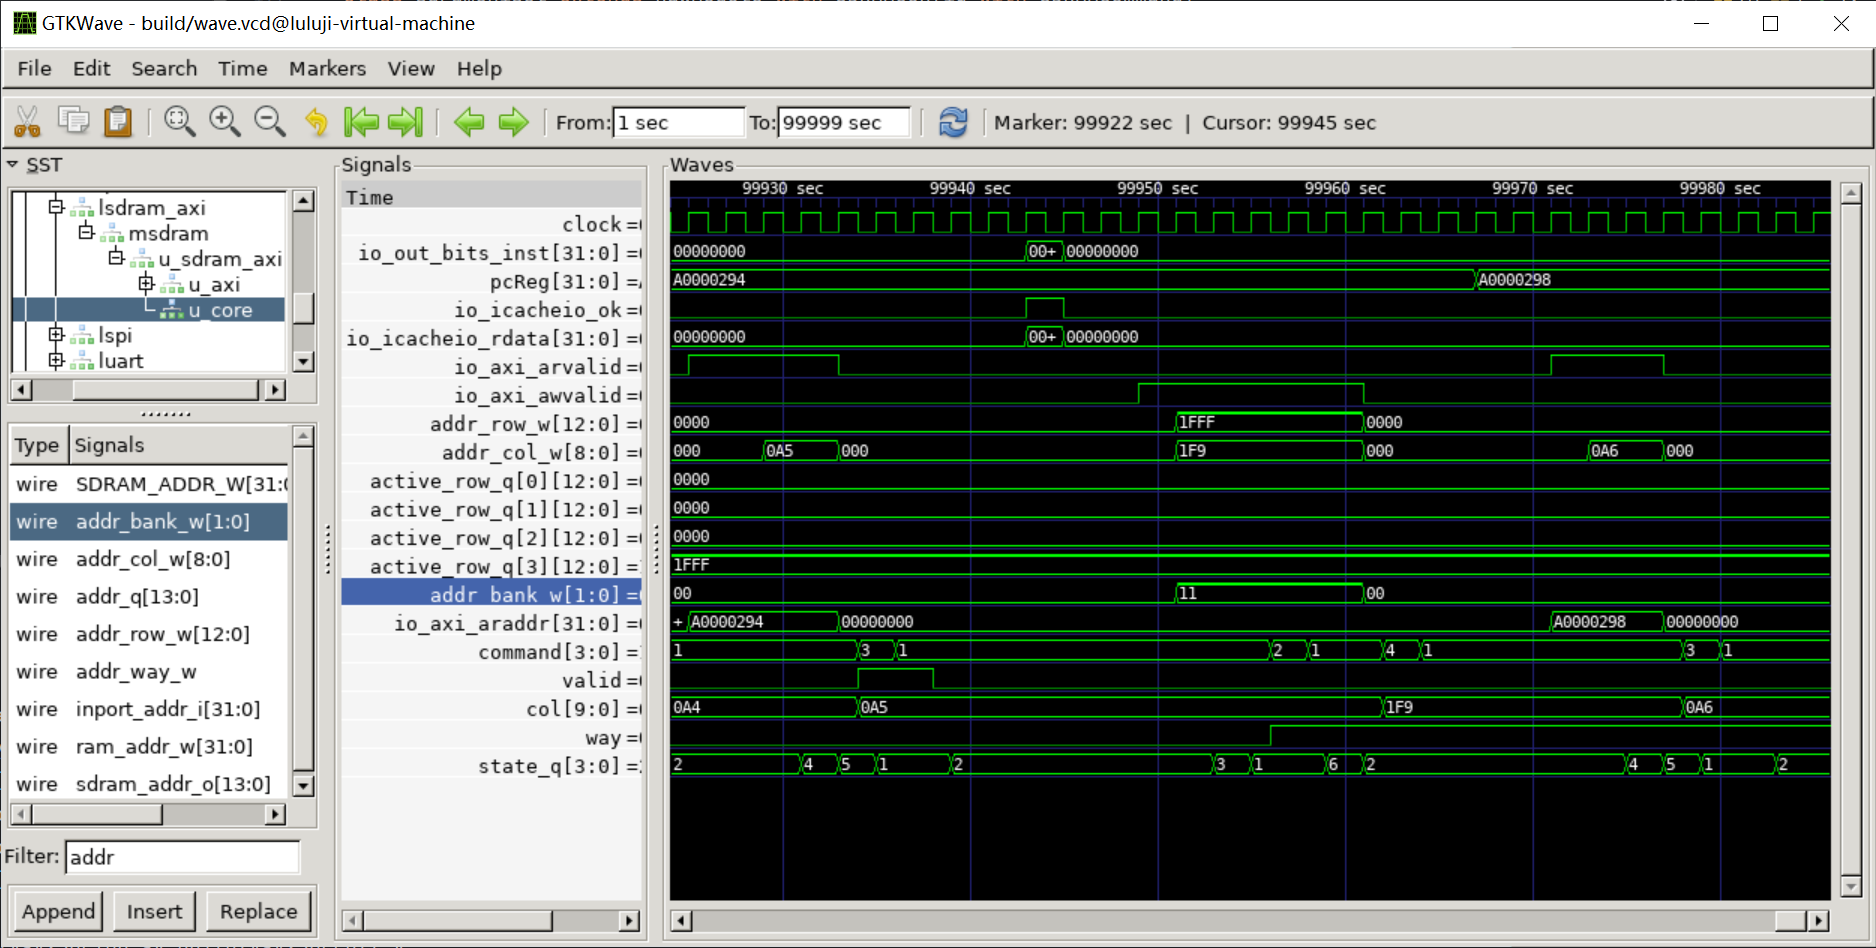 GTKWave - build/wave.vcd@luluji-virtual-machine
File Edit Search Time Markers View Help
From: 1 sec To: 99999 sec Marker: 99922 sec | Cursor: 99945 sec
SST
lsdram_axi
msdram
u_sdram_axi
u_axi
u_core
lspi
luart
Type Signals
wire SDRAM_ADDR_W[31:0
wire addr_bank_w[1:0]
wire addr_col_w[8:0]
wire addr_q[13:0]
wire addr_row_w[12:0]
wire addr_way_w
wire inport_addr_i[31:0]
wire ram_addr_w[31:0]
wire sdram_addr_o[13:0]
Filter: addr
Append Insert Replace
Signals
Time
clock =
io_out_bits_inst[31:0] =
pcReg[31:0] =
io_icacheio_ok =
io_icacheio_rdata[31:0] =
io_axi_arvalid =
io_axi_awvalid =
addr_row_w[12:0] =
addr_col_w[8:0] =
active_row_q[0][12:0] =
active_row_q[1][12:0] =
active_row_q[2][12:0] =
active_row_q[3][12:0] =
addr_bank_w[1:0] =
io_axi_araddr[31:0] =
command[3:0] =
valid =
col[9:0] =
way =
state_q[3:0] =
Waves
99930 sec 99940 sec 99950 sec 99960 sec 99970 sec 99980 sec
00000000 00+ 00000000
A0000294 A0000298
00000000 00+ 00000000
0000 1FFF 0000
000 0A5 000 1F9 000 0A6 000
0000
0000
0000
1FFF
00 11 00
+ A0000294 00000000 A0000298 00000000
1 3 1 2 1 4 1 3 1
0A4 0A5 1F9 0A6
2 4 5 1 2 3 1 6 2 4 5 1 2